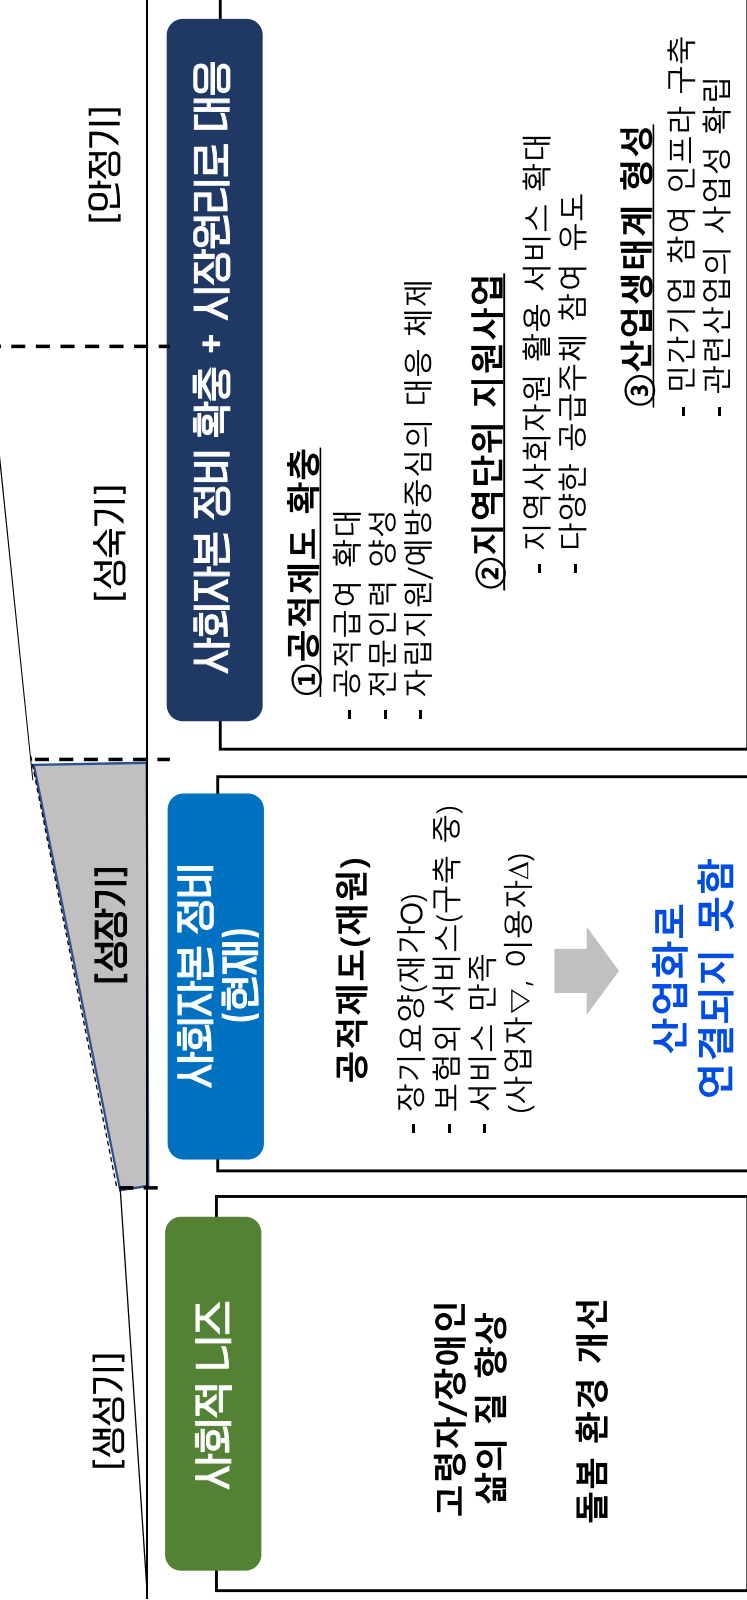 [생성기]
[성장기]
[성숙기]
[안정기]
사회적 니즈
고령자/장애인
삶의 질 향상
돌봄 환경 개선
사회자본 정비
(현재)
공적제도(재원)
- 장기요양(재가O)
- 보험외 서비스(구축 중)
- 서비스 만족
(사업자▽, 이용자△)
산업화로
연결되지 못함
사회자본 정비 확충 + 시장원리로 대응
①공적제도 확충
- 공적급여 확대
- 전문인력 양성
- 자립지원/예방중심의 대응 체제
②지역단위 지원사업
- 지역사회자원 활용 서비스 확대
- 다양한 공급주체 참여 유도
③산업생태계 형성
- 민간기업 참여 인프라 구축
- 관련산업의 사업성 확립